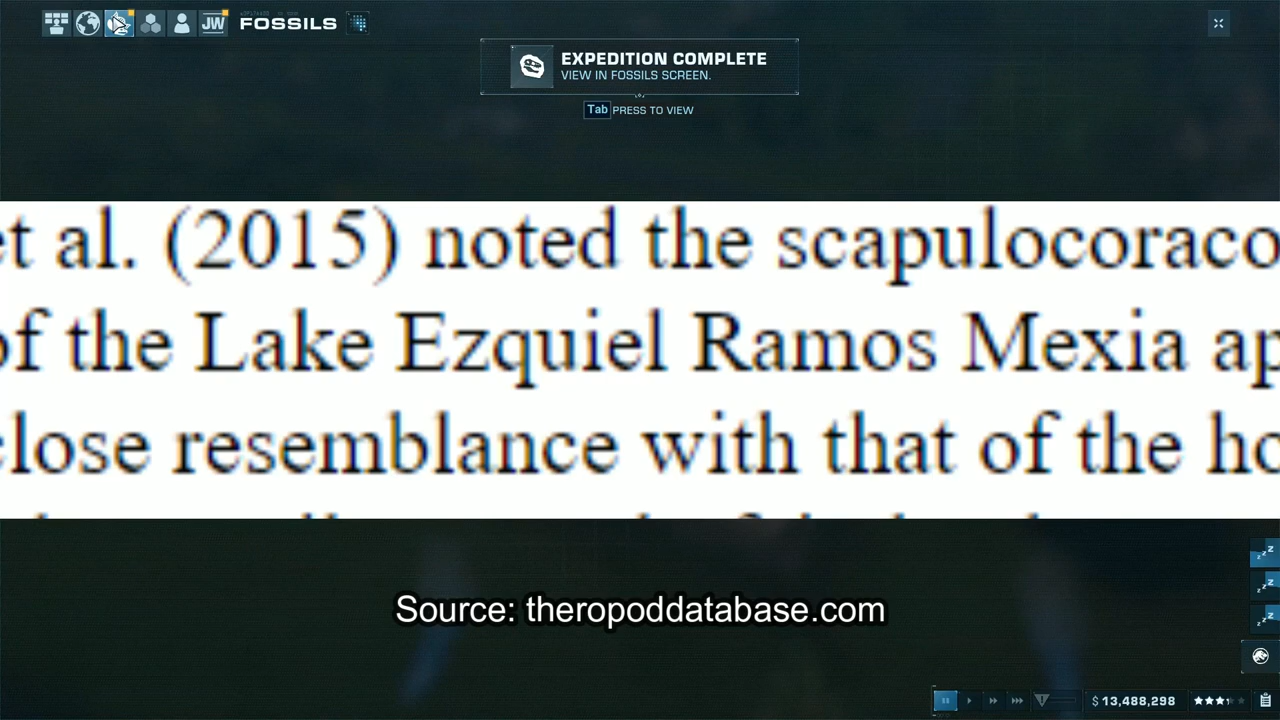 JW FOSSILS
EXPEDITION COMPLETE
VIEW IN FOSSILS SCREEN.
Tab PRESS TO VIEW
et al. (2015) noted the scapulocoraco
of the Lake Ezquiel Ramos Mexia ap
close resemblance with that of the ho
Source: theropoddatabase.com
z z Z
z z Z
z z Z
$ 13,488,298